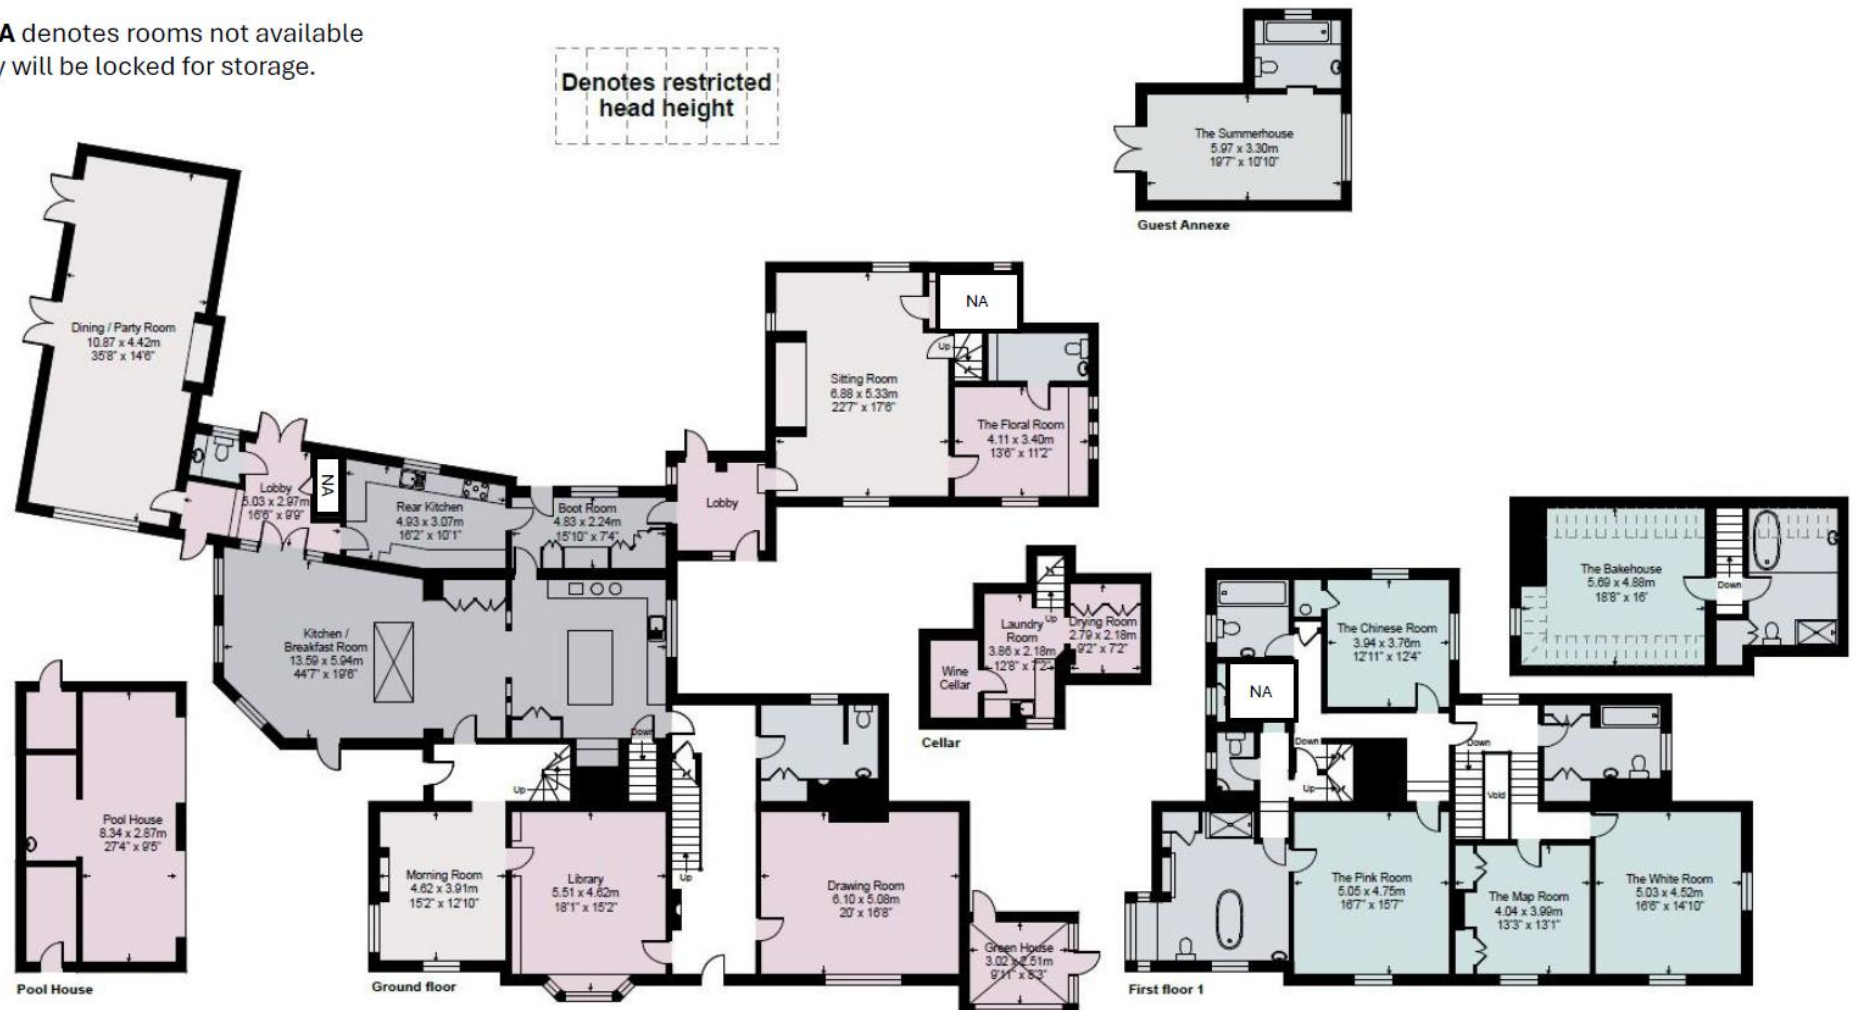 A denotes rooms not available
y will be locked for storage.
Denotes restricted
head height
The Summerhouse
5.97 x 3.30m
19'7" x 10'10"
Guest Annexe
Dining / Party Room
10.87 x 4.42m
35'8" x 14'6"
NA
Up
Sitting Room
6.88 x 5.33m
22'7" x 17'6"
The Floral Room
4.11 x 3.40m
13'6" x 11'2"
Lobby
5.03 x 2.97m
16'6" x 9'9"
NA
Rear Kitchen
4.93 x 3.07m
16'2" x 10'1"
Boot Room
4.83 x 2.24m
15'10" x 7'4"
Lobby
Kitchen /
Breakfast Room
13.59 x 5.94m
44'7" x 19'6"
Down
Up
Up
Laundry
Room
3.86 x 2.18m
12'8" x 7'2"
Up
Drying Room
2.79 x 2.18m
9'2" x 7'2"
Wine
Cellar
Cellar
The Bakehouse
5.69 x 4.88m
18'8" x 16'
Down
The Chinese Room
3.94 x 3.76m
12'11" x 12'4"
NA
Down
Up
Down
Void
Pool House
8.34 x 2.87m
27'4" x 9'5"
Pool House
Morning Room
4.62 x 3.91m
15'2" x 12'10"
Library
5.51 x 4.62m
18'1" x 15'2"
Drawing Room
6.10 x 5.08m
20' x 16'8"
Green House
3.02 x 2.51m
9'11" x 8'3"
Ground floor
The Pink Room
5.05 x 4.75m
16'7" x 15'7"
The Map Room
4.04 x 3.99m
13'3" x 13'1"
The White Room
5.03 x 4.52m
16'6" x 14'10"
First floor 1